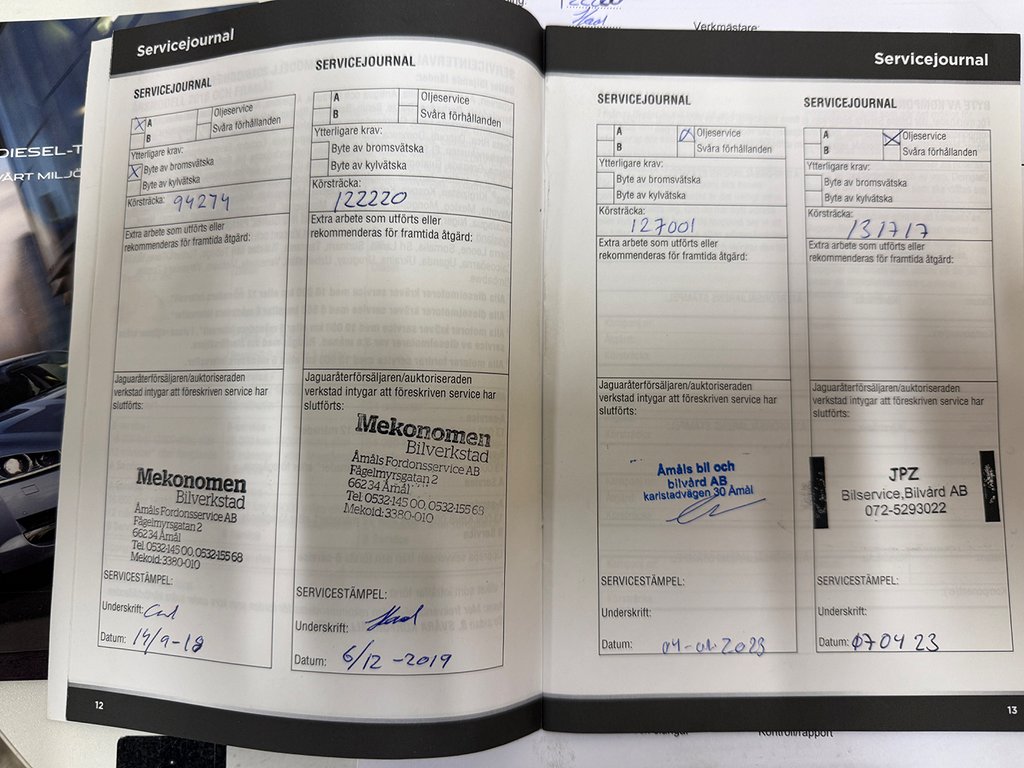 122220
Verkmästare:
DIESEL-T
VÅRT MILJÖ
Servicejournal
SERVICEJOURNAL
X A
B
Oljeservice
Svåra förhållanden
Ytterligare krav:
X Byte av bromsvätska
Byte av kylvätska
Körsträcka: 94274
Extra arbete som utförts eller
rekommenderas för framtida åtgärd:
Jaguaråterförsäljaren/auktoriseraden
verkstad intygar att föreskriven service har
slutförts:
Mekonomen
Bilverkstad
Åmåls Fordonsservice AB
Fågelmyrsgatan 2
662 34 Åmål
Tel 0532-145 00, 0532-155 68
Mekoid: 3380-010
SERVICESTÄMPEL:
Underskrift:
Datum: 14/9-18
12
SERVICEJOURNAL
A
B
Oljeservice
Svåra förhållanden
Ytterligare krav:
Byte av bromsvätska
Byte av kylvätska
Körsträcka:
122220
Extra arbete som utförts eller
rekommenderas för framtida åtgärd:
Jaguaråterförsäljaren/auktoriseraden
verkstad intygar att föreskriven service har
slutförts:
Mekonomen
Bilverkstad
Åmåls Fordonsservice AB
Fågelmyrsgatan 2
662 34 Åmål
Tel 0532-145 00, 0532-155 68
Mekoid: 3380-010
SERVICESTÄMPEL:
Underskrift:
Datum: 6/12 -2019
Servicejournal
SERVICEJOURNAL
A
B
Oljeservice
Svåra förhållanden
Ytterligare krav:
Byte av bromsvätska
Byte av kylvätska
Körsträcka:
127001
Extra arbete som utförts eller
rekommenderas för framtida åtgärd:
Jaguaråterförsäljaren/auktoriseraden
verkstad intygar att föreskriven service har
slutförts:
Åmåls bil och
bilvård AB
karlstadvägen 30 Åmål
SERVICESTÄMPEL:
Underskrift:
Datum: 2023
SERVICEJOURNAL
A
B
X Oljeservice
Svåra förhållanden
Ytterligare krav:
Byte av bromsvätska
Byte av kylvätska
Körsträcka:
131717
Extra arbete som utförts eller
rekommenderas för framtida åtgärd:
Jaguaråterförsäljaren/auktoriseraden
verkstad intygar att föreskriven service har
slutförts:
JPZ
Bilservice,Bilvård AB
072-5293022
SERVICESTÄMPEL:
Underskrift:
Datum: 070423
13
Kontroll/rapport